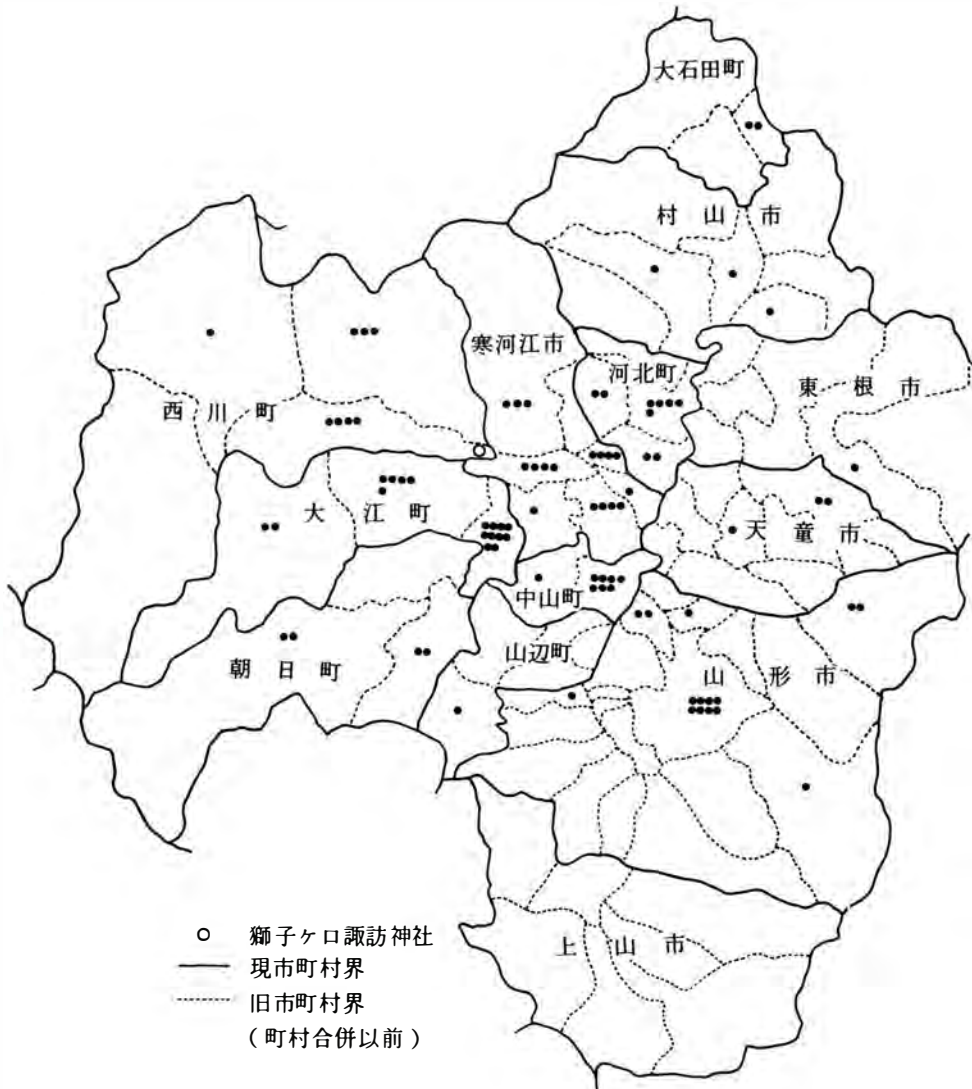 大石田町
村山市
寒河江市
河北町
東根市
西川町
大江町
天童市
中山町
朝日町
山辺町
山形市
上山市
獅子ヶ口諏訪神社
現市町村界
旧市町村界
(町村合併以前)